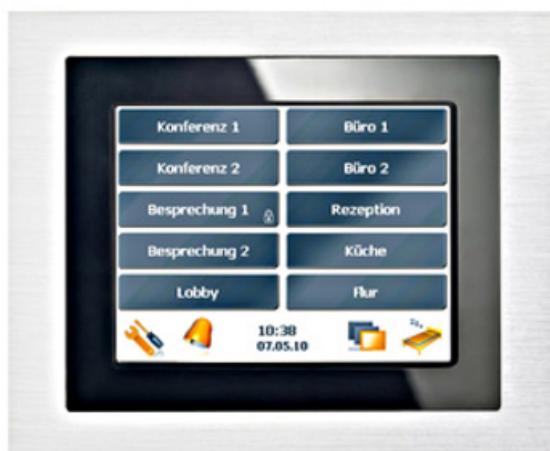 Konferenz 1
Büro 1
Konferenz 2
Büro 2
Besprechung 1
Rezeption
Besprechung 2
Küche
Lobby
Flur
10:38
07.05.10